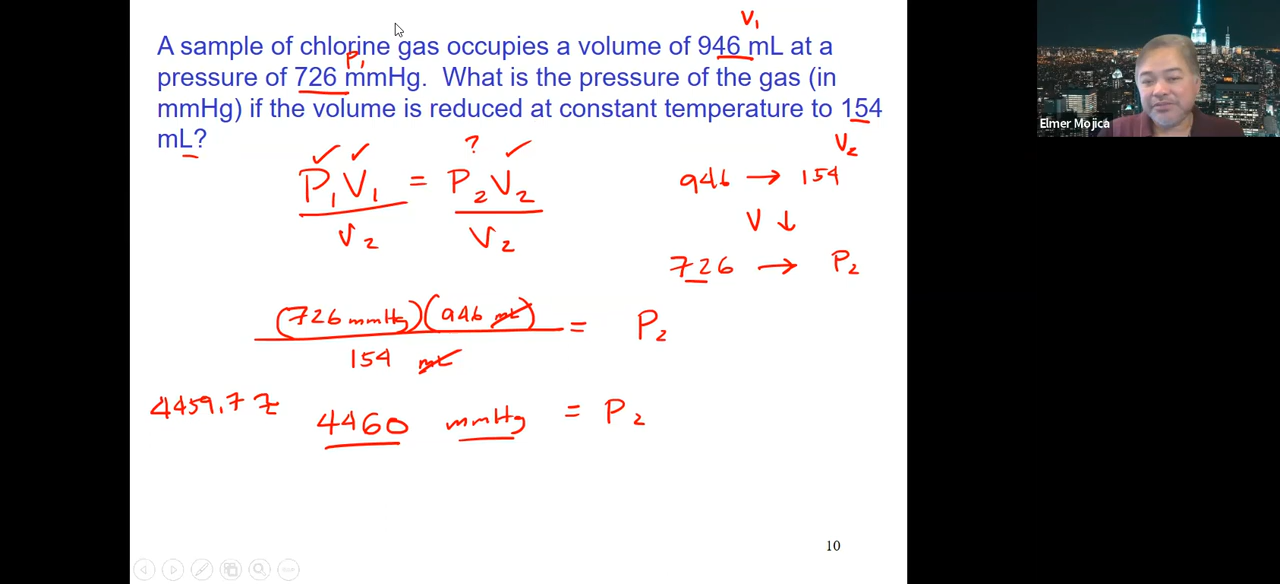 V₁
A sample of chlorine gas occupies a volume of 946 mL at a
P₁
pressure of 726 mmHg. What is the pressure of the gas (in
mmHg) if the volume is reduced at constant temperature to 154
mL?
V₂
? 
P₁V₁ = P₂V₂
V₂ V₂
946 → 154
V ↓
726 → P₂
(726 mmHg)(946 mL) = P₂
154 mL
4459.77
4460 mmHg = P₂
10
Elmer Mojica